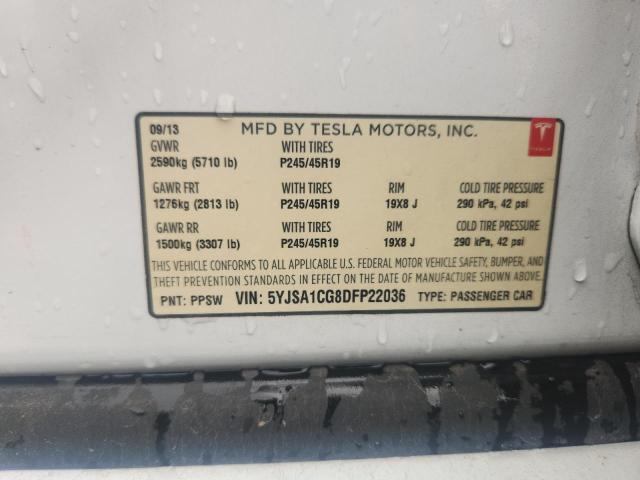 09/13 MFD BY TESLA MOTORS, INC.
GVWR WITH TIRES
2590kg (5710 lb) P245/45R19
TESLA
GAWR FRT WITH TIRES RIM COLD TIRE PRESSURE
1276kg (2813 lb) P245/45R19 19X8 J 290 kPa, 42 psi
GAWR RR WITH TIRES RIM COLD TIRE PRESSURE
1500kg (3307 lb) P245/45R19 19X8 J 290 kPa, 42 psi
THIS VEHICLE CONFORMS TO ALL APPLICABLE U.S. FEDERAL MOTOR VEHICLE SAFETY, BUMPER, AND
THEFT PREVENTION STANDARDS IN EFFECT ON THE DATE OF MANUFACTURE SHOWN ABOVE.
PNT: PPSW VIN: 5YJSA1CG8DFP22036 TYPE: PASSENGER CAR